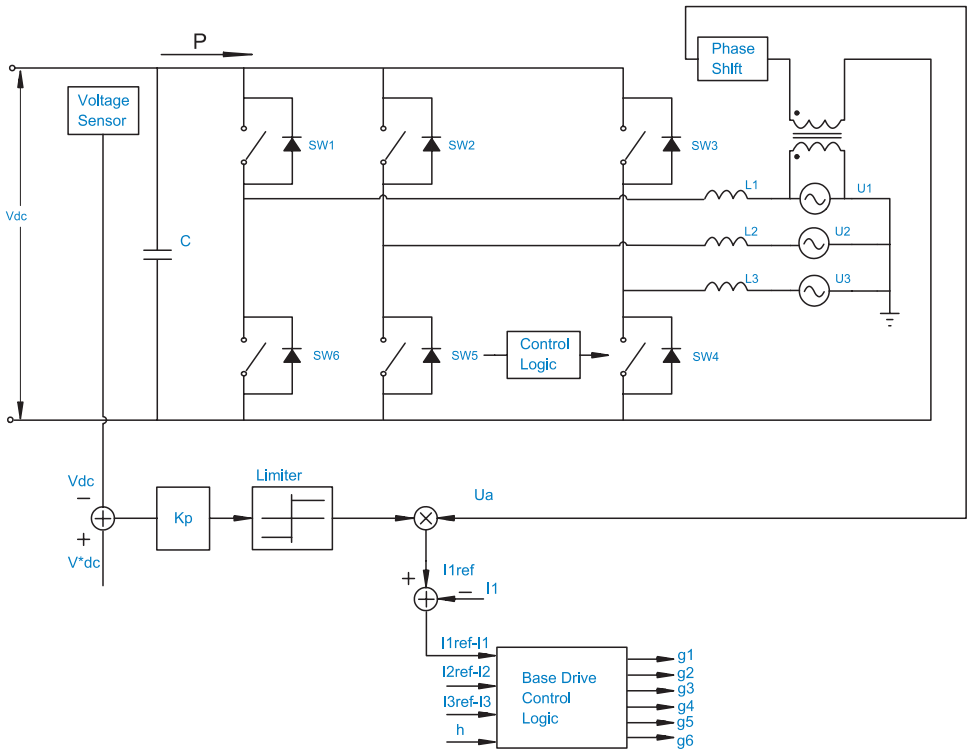 P
Phase
Shift
Voltage
Sensor
SW1
SW2
SW3
L1
U1
Vdc
C
L2
U2
L3
U3
SW6
SW5
Control
Logic
SW4
Vdc
−
Limiter
Kp
Ua
+
V*dc
I1ref
+
−
I1
I1ref-I1
I2ref-I2
I3ref-I3
h
Base Drive
Control
Logic
g1
g2
g3
g4
g5
g6